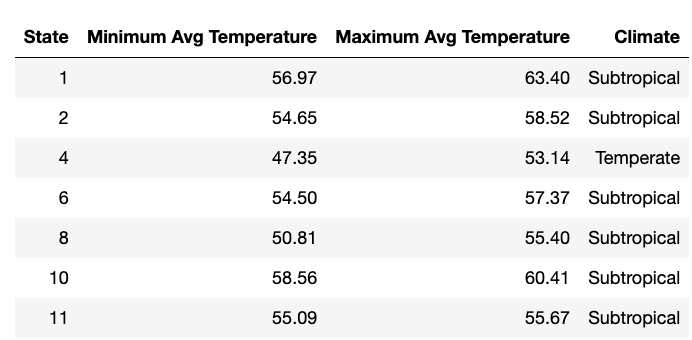 State Minimum Avg Temperature Maximum Avg Temperature Climate
1 56.97 63.40 Subtropical
2 54.65 58.52 Subtropical
4 47.35 53.14 Temperate
6 54.50 57.37 Subtropical
8 50.81 55.40 Subtropical
10 58.56 60.41 Subtropical
11 55.09 55.67 Subtropical